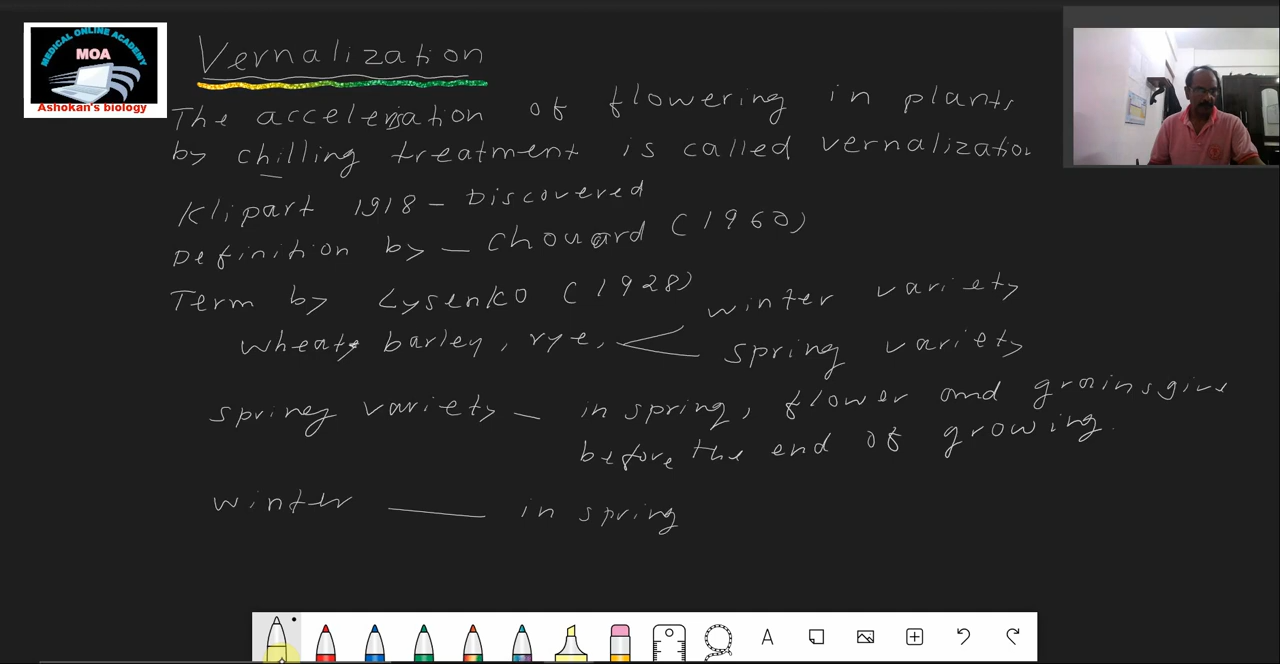 MEDICAL ONLINE ACADEMY
MOA
Ashokan's biology
Vernalization
The acceleration of flowering in plants
by chilling treatment is called vernalization
Klipart 1918 - Discovered
Definition by - Chouard (1960)
Term by Lysenko (1928)
winter variety
wheat, barley, rye,
spring variety
spring variety - in spring, flower and grains give
before the end of growing.
winter — in spring
A